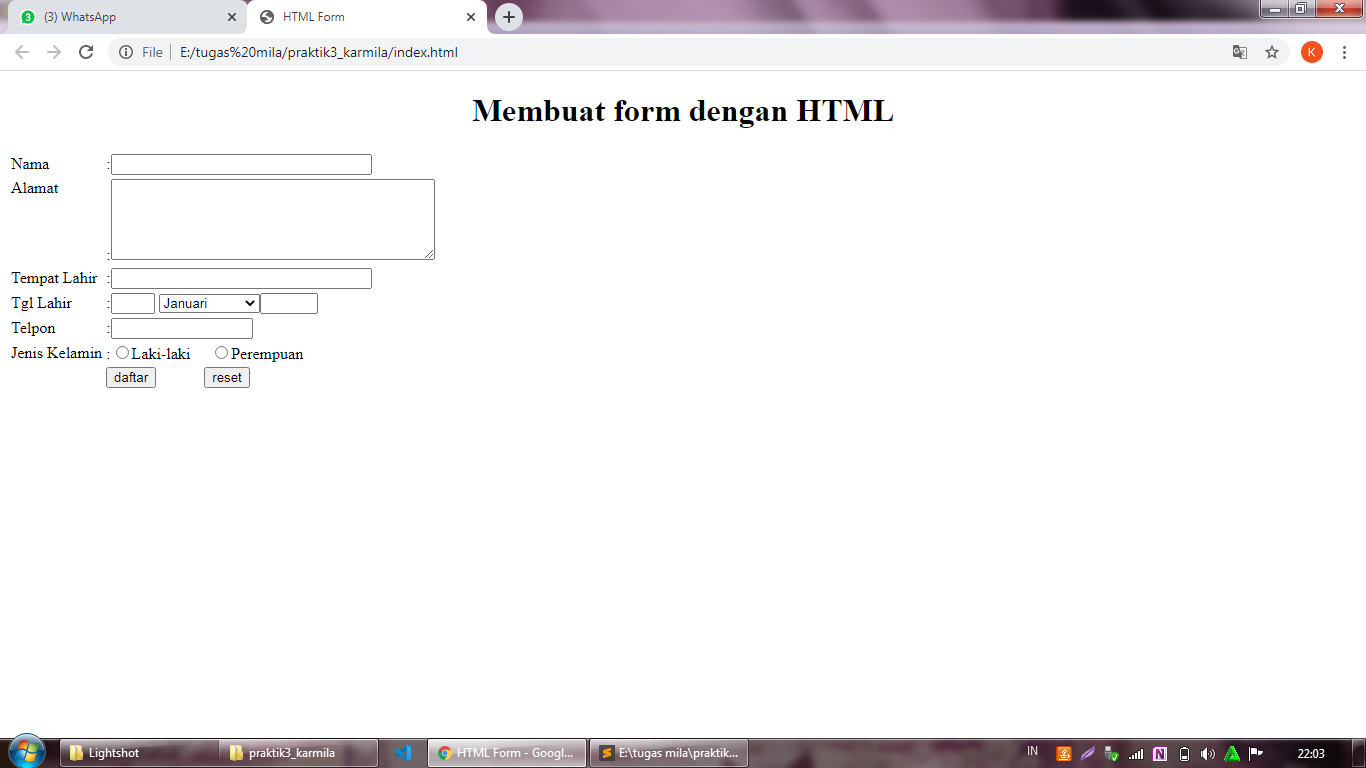 (3) WhatsApp
HTML Form
File
E:/tugas%20mila/praktik3_karmila/index.html
K
Membuat form dengan HTML
Nama :
Alamat
:
Tempat Lahir :
Tgl Lahir : Januari
Telpon :
Jenis Kelamin : Laki-laki Perempuan
daftar reset
Lightshot
praktik3_karmila
HTML Form - Googl...
E:\tugas mila\praktik...
IN
N
22:03